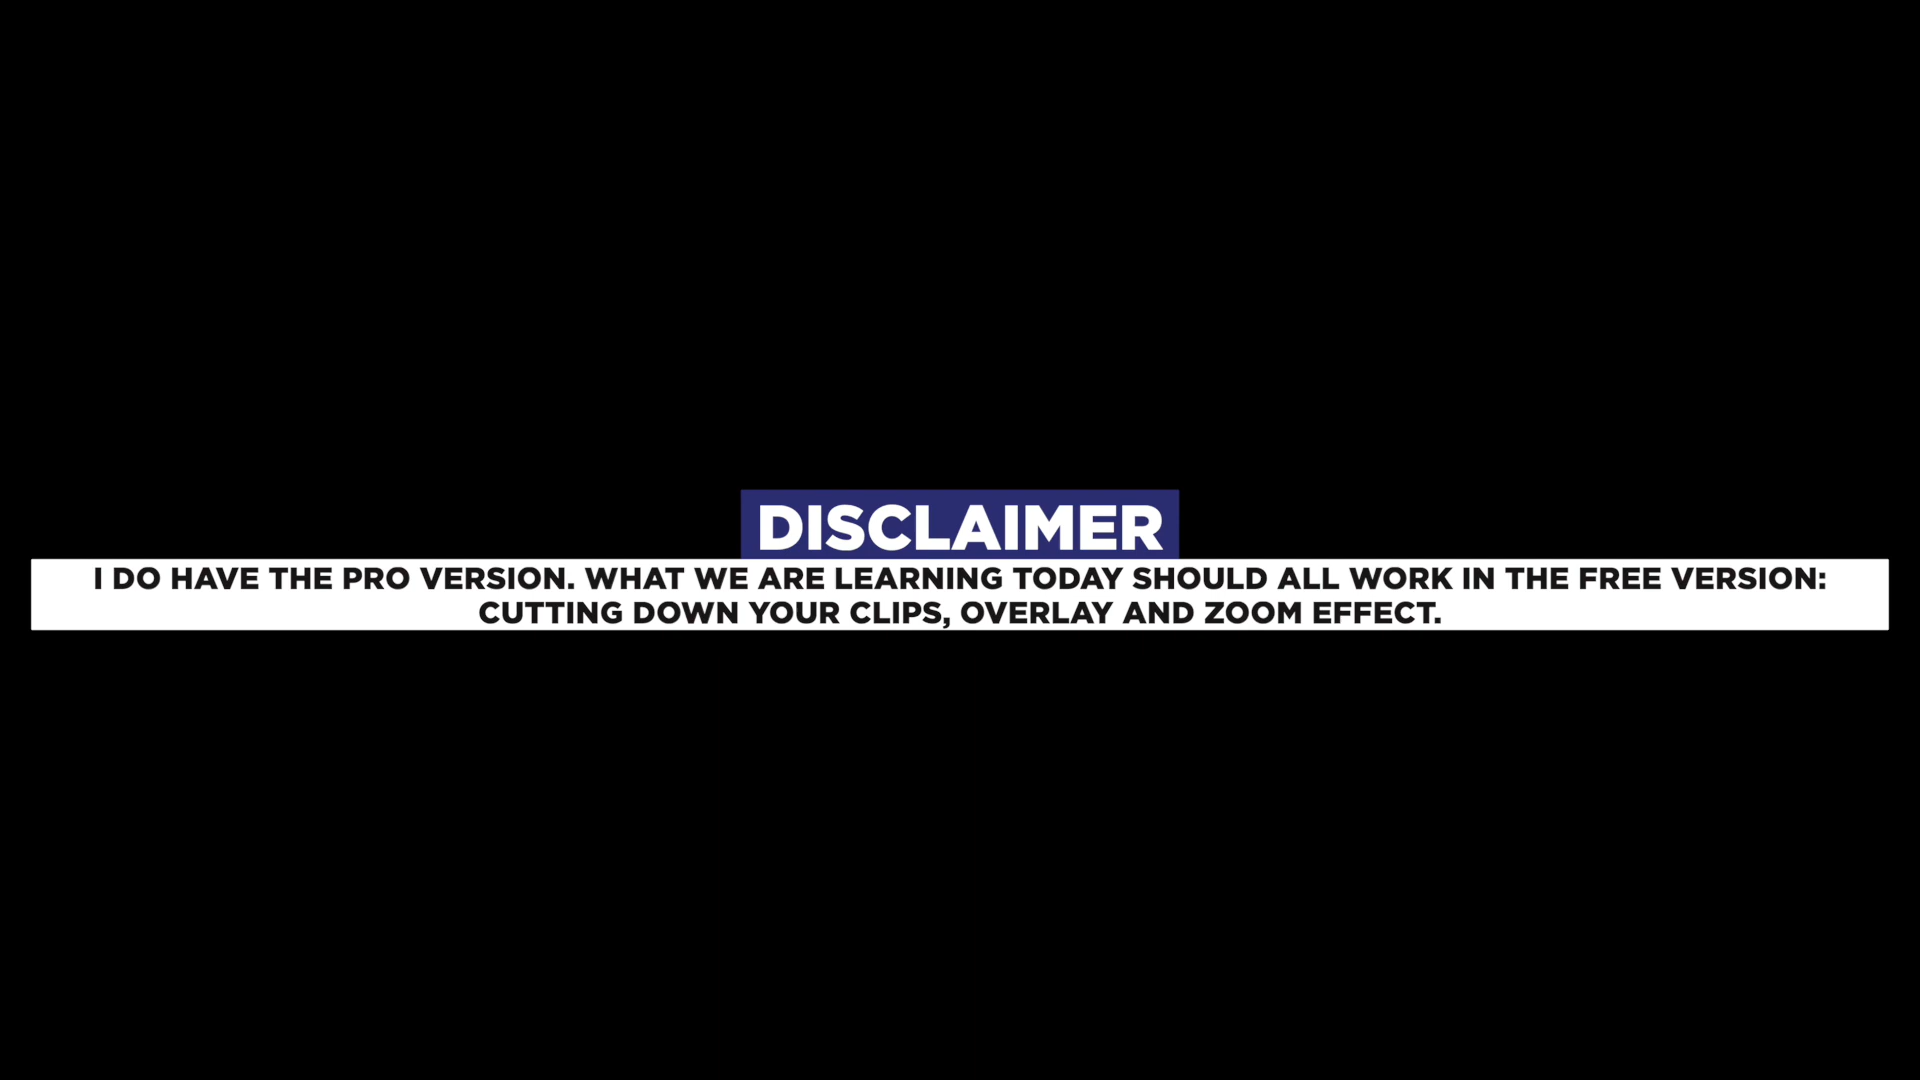 DISCLAIMER
I DO HAVE THE PRO VERSION. WHAT WE ARE LEARNING TODAY SHOULD ALL WORK IN THE FREE VERSION:
CUTTING DOWN YOUR CLIPS, OVERLAY AND ZOOM EFFECT.